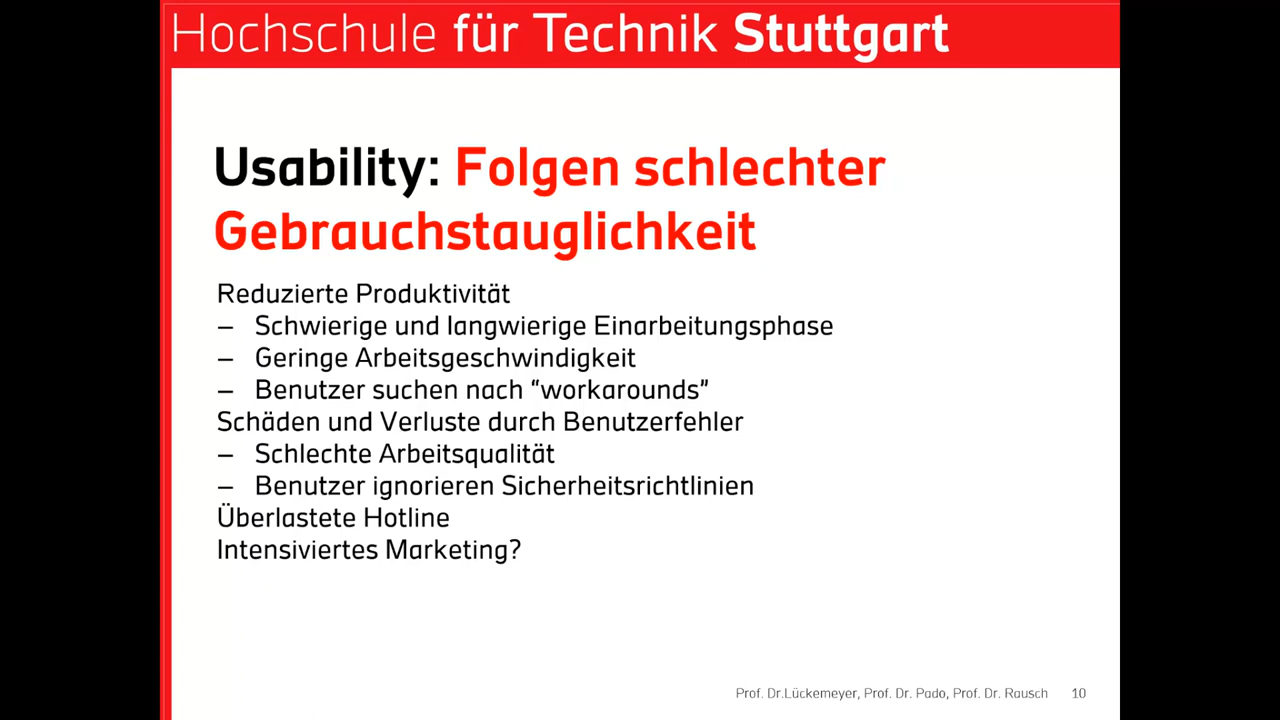 Hochschule für Technik Stuttgart
Usability: Folgen schlechter
Gebrauchstauglichkeit
Reduzierte Produktivität
– Schwierige und langwierige Einarbeitungsphase
– Geringe Arbeitsgeschwindigkeit
– Benutzer suchen nach “workarounds”
Schäden und Verluste durch Benutzerfehler
– Schlechte Arbeitsqualität
– Benutzer ignorieren Sicherheitsrichtlinien
Überlastete Hotline
Intensiviertes Marketing?
Prof. Dr.Lückemeyer, Prof. Dr. Pado, Prof. Dr. Rausch 10